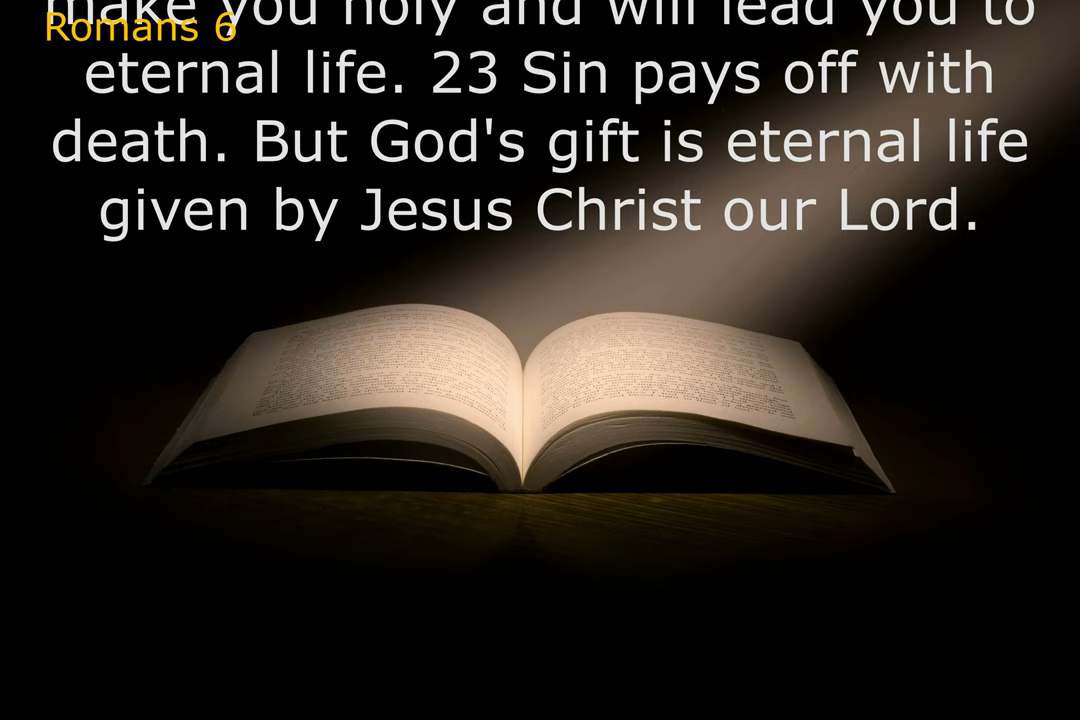 make you holy and will lead you to
Romans 6
eternal life. 23 Sin pays off with
death. But God's gift is eternal life
given by Jesus Christ our Lord.